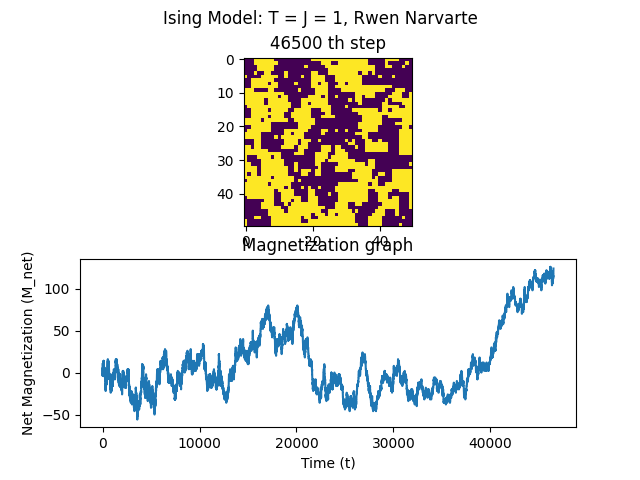 Ising Model: T = J = 1, Rwen Narvarte
46500 th step
0
10
20
30
40
0 20 40
Magnetization graph
Net Magnetization (M_net)
100
50
0
−50
0 10000 20000 30000 40000
Time (t)